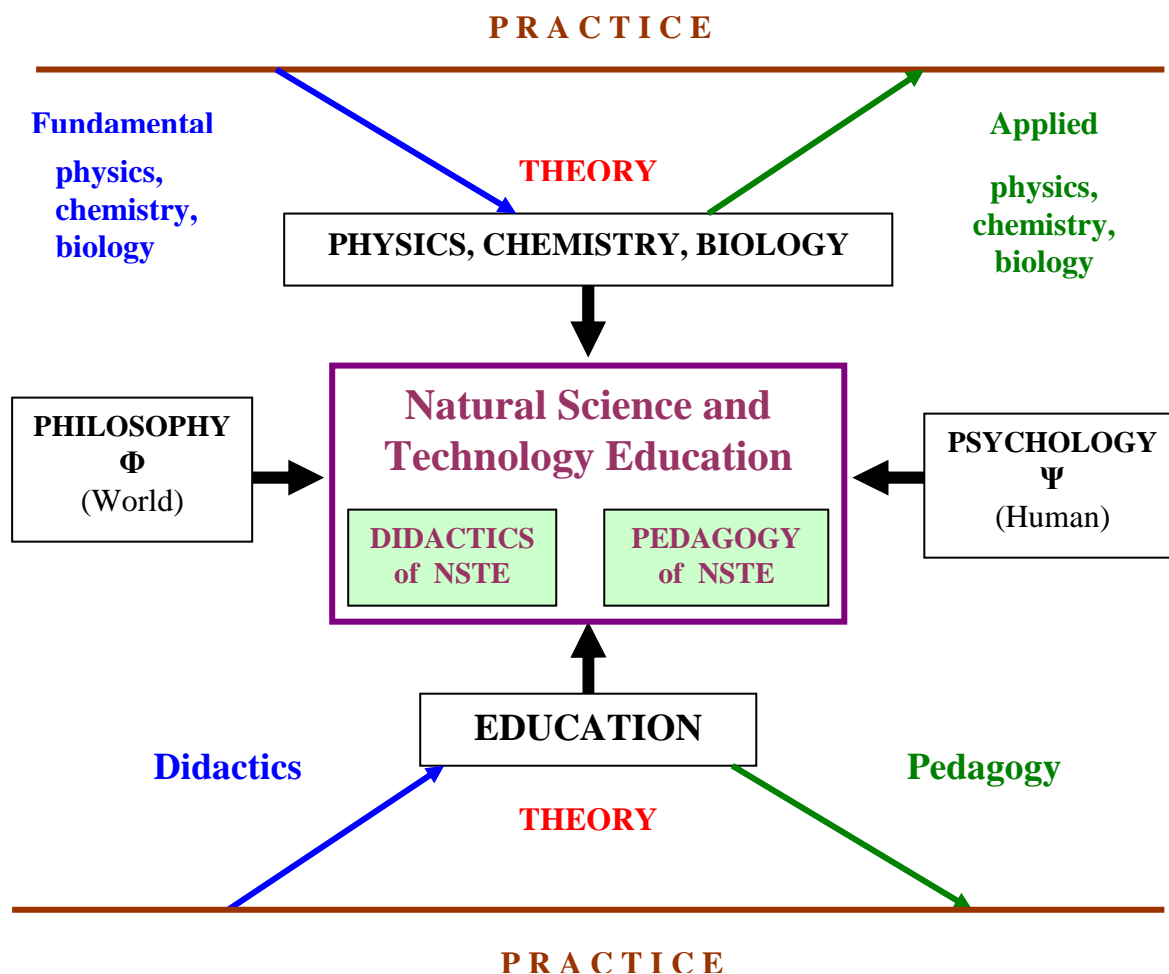 P R A C T I C E
Fundamental
physics,
chemistry,
biology
THEORY
Applied
physics,
chemistry,
biology
PHYSICS, CHEMISTRY, BIOLOGY
PHILOSOPHY
Φ
(World)
Natural Science and
Technology Education
DIDACTICS
of NSTE
PEDAGOGY
of NSTE
PSYCHOLOGY
Ψ
(Human)
EDUCATION
Didactics
Pedagogy
THEORY
P R A C T I C E